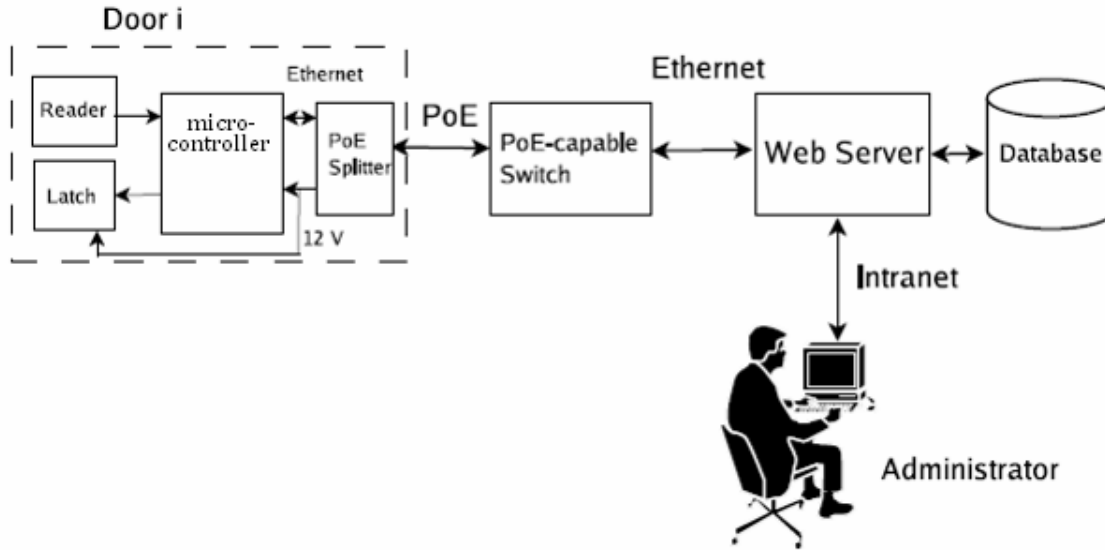 Door i
Ethernet
Reader
micro-
controller
PoE
Splitter
Latch
12 V
PoE
PoE-capable
Switch
Ethernet
Web Server
Database
Intranet
Administrator